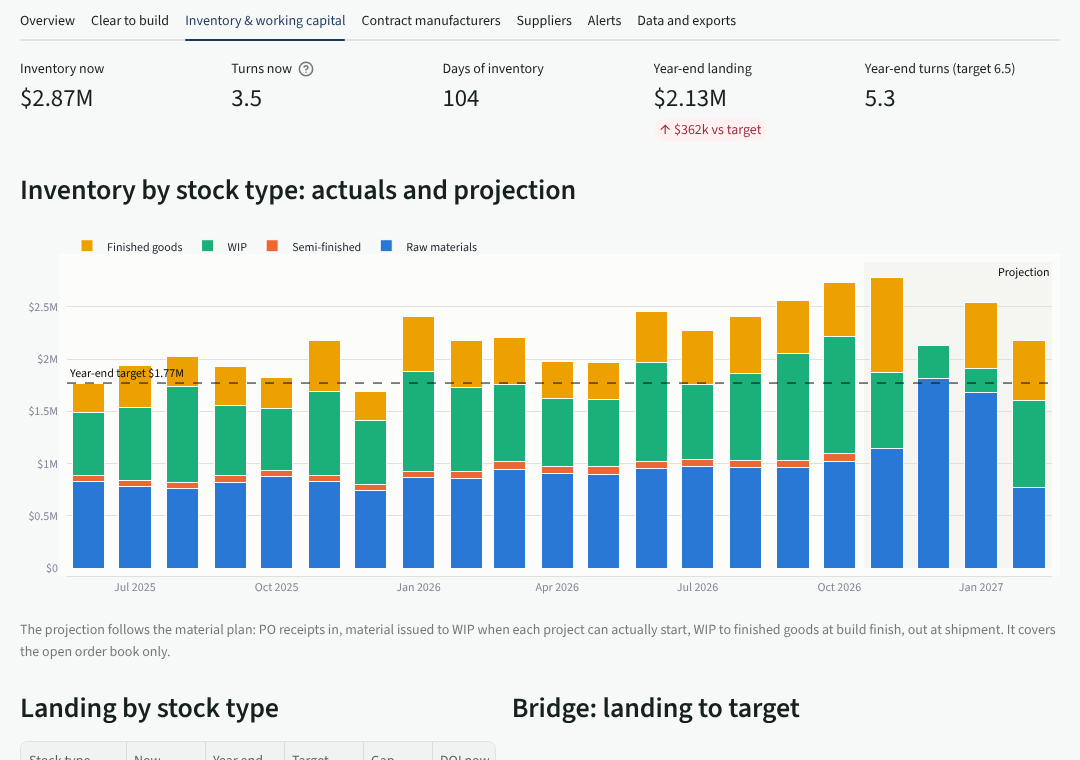 Overview Clear to build Inventory & working capital Contract manufacturers Suppliers Alerts Data and exports
Inventory now Turns now ? Days of inventory Year-end landing Year-end turns (target 6.5)
$2.87M 3.5 104 $2.13M 5.3
↑ $362k vs target
Inventory by stock type: actuals and projection
Finished goods WIP Semi-finished Raw materials
Projection
$2.5M
$2M
Year-end target $1.77M
$1.5M
$1M
$0.5M
$0
Jul 2025 Oct 2025 Jan 2026 Apr 2026 Jul 2026 Oct 2026 Jan 2027
The projection follows the material plan: PO receipts in, material issued to WIP when each project can actually start, WIP to finished goods at build finish, out at shipment. It covers
the open order book only.
Landing by stock type Bridge: landing to target
Stock type Now Year end Target Gap DOI now